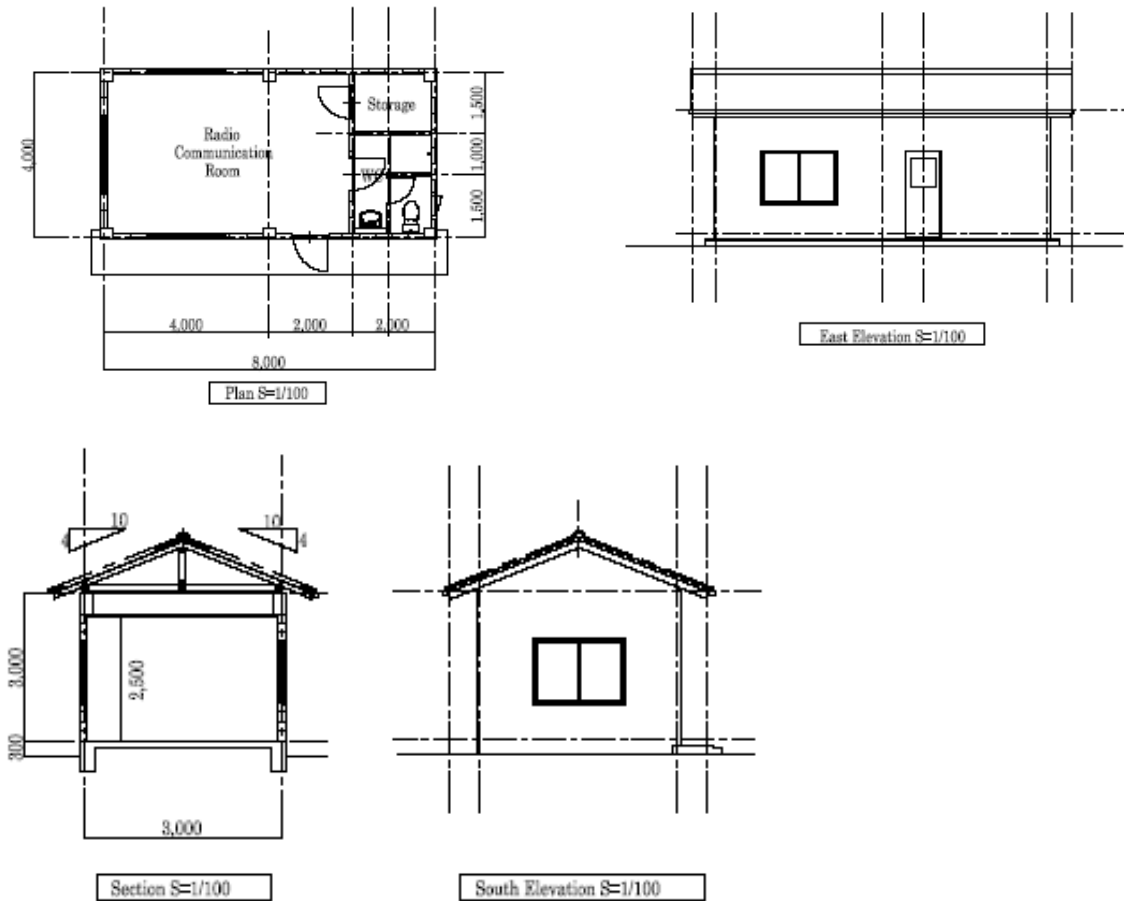 4,000
Radio
Communication
Room
Storage
WC
1,500
1,000
1,500
4,000
2,000
2,000
8,000
Plan S=1/100
East Elevation S=1/100
10
4
10
4
3,000
2,500
300
3,000
Section S=1/100
South Elevation S=1/100